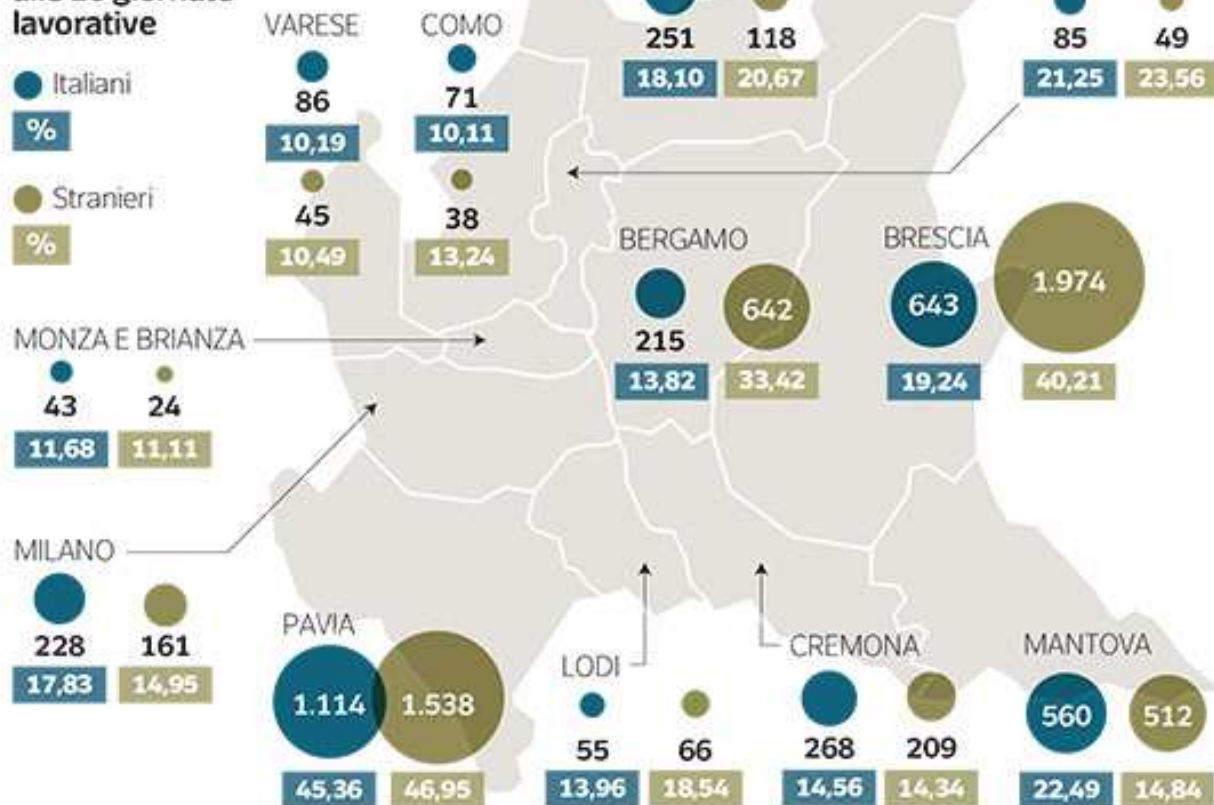 lavorative
Italiani
%
Stranieri
%
VARESE
86
10,19
45
10,49
COMO
71
10,11
38
13,24
251 118
18,10 20,67
85 49
21,25 23,56
BERGAMO
215
13,82
642
33,42
BRESCIA
643
19,24
1.974
40,21
MONZA E BRIANZA
43 24
11,68 11,11
MILANO
228 161
17,83 14,95
PAVIA
1.114 1.538
45,36 46,95
LODI
55 66
13,96 18,54
CREMONA
268 209
14,56 14,34
MANTOVA
560 512
22,49 14,84